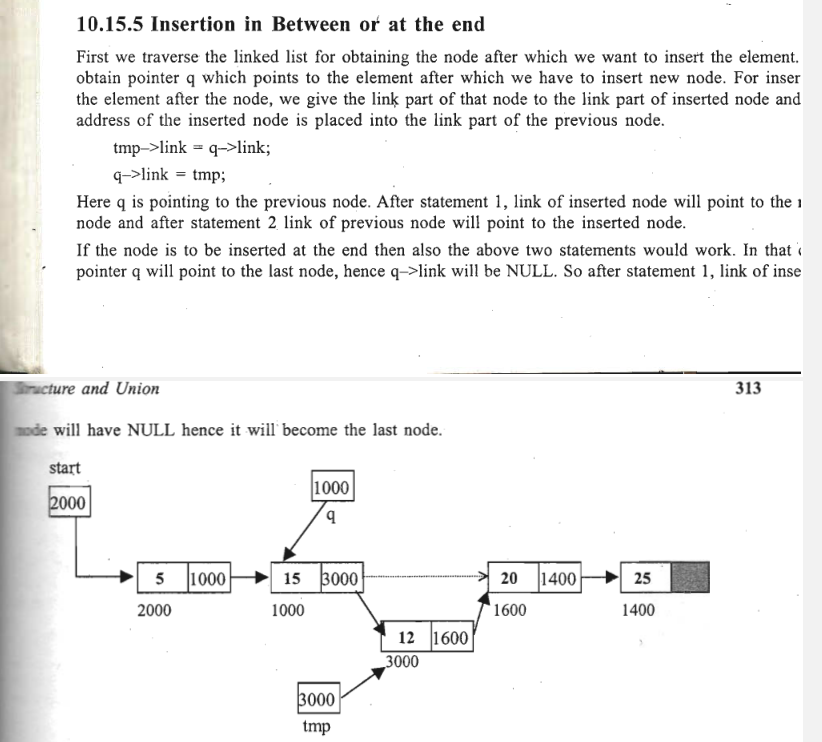 10.15.5 Insertion in Between or at the end
First we traverse the linked list for obtaining the node after which we want to insert the element.
obtain pointer q which points to the element after which we have to insert new node. For inser
the element after the node, we give the link part of that node to the link part of inserted node and
address of the inserted node is placed into the link part of the previous node.
tmp–>link = q–>link;
q–>link = tmp;
Here q is pointing to the previous node. After statement 1, link of inserted node will point to the
node and after statement 2 link of previous node will point to the inserted node.
If the node is to be inserted at the end then also the above two statements would work. In that
pointer q will point to the last node, hence q–>link will be NULL. So after statement 1, link of inse
Structure and Union 313
node will have NULL hence it will become the last node.
start
2000
1000
q
5 1000
15 3000
20 1400
25
2000
1000
1600
1400
12 1600
3000
3000
tmp